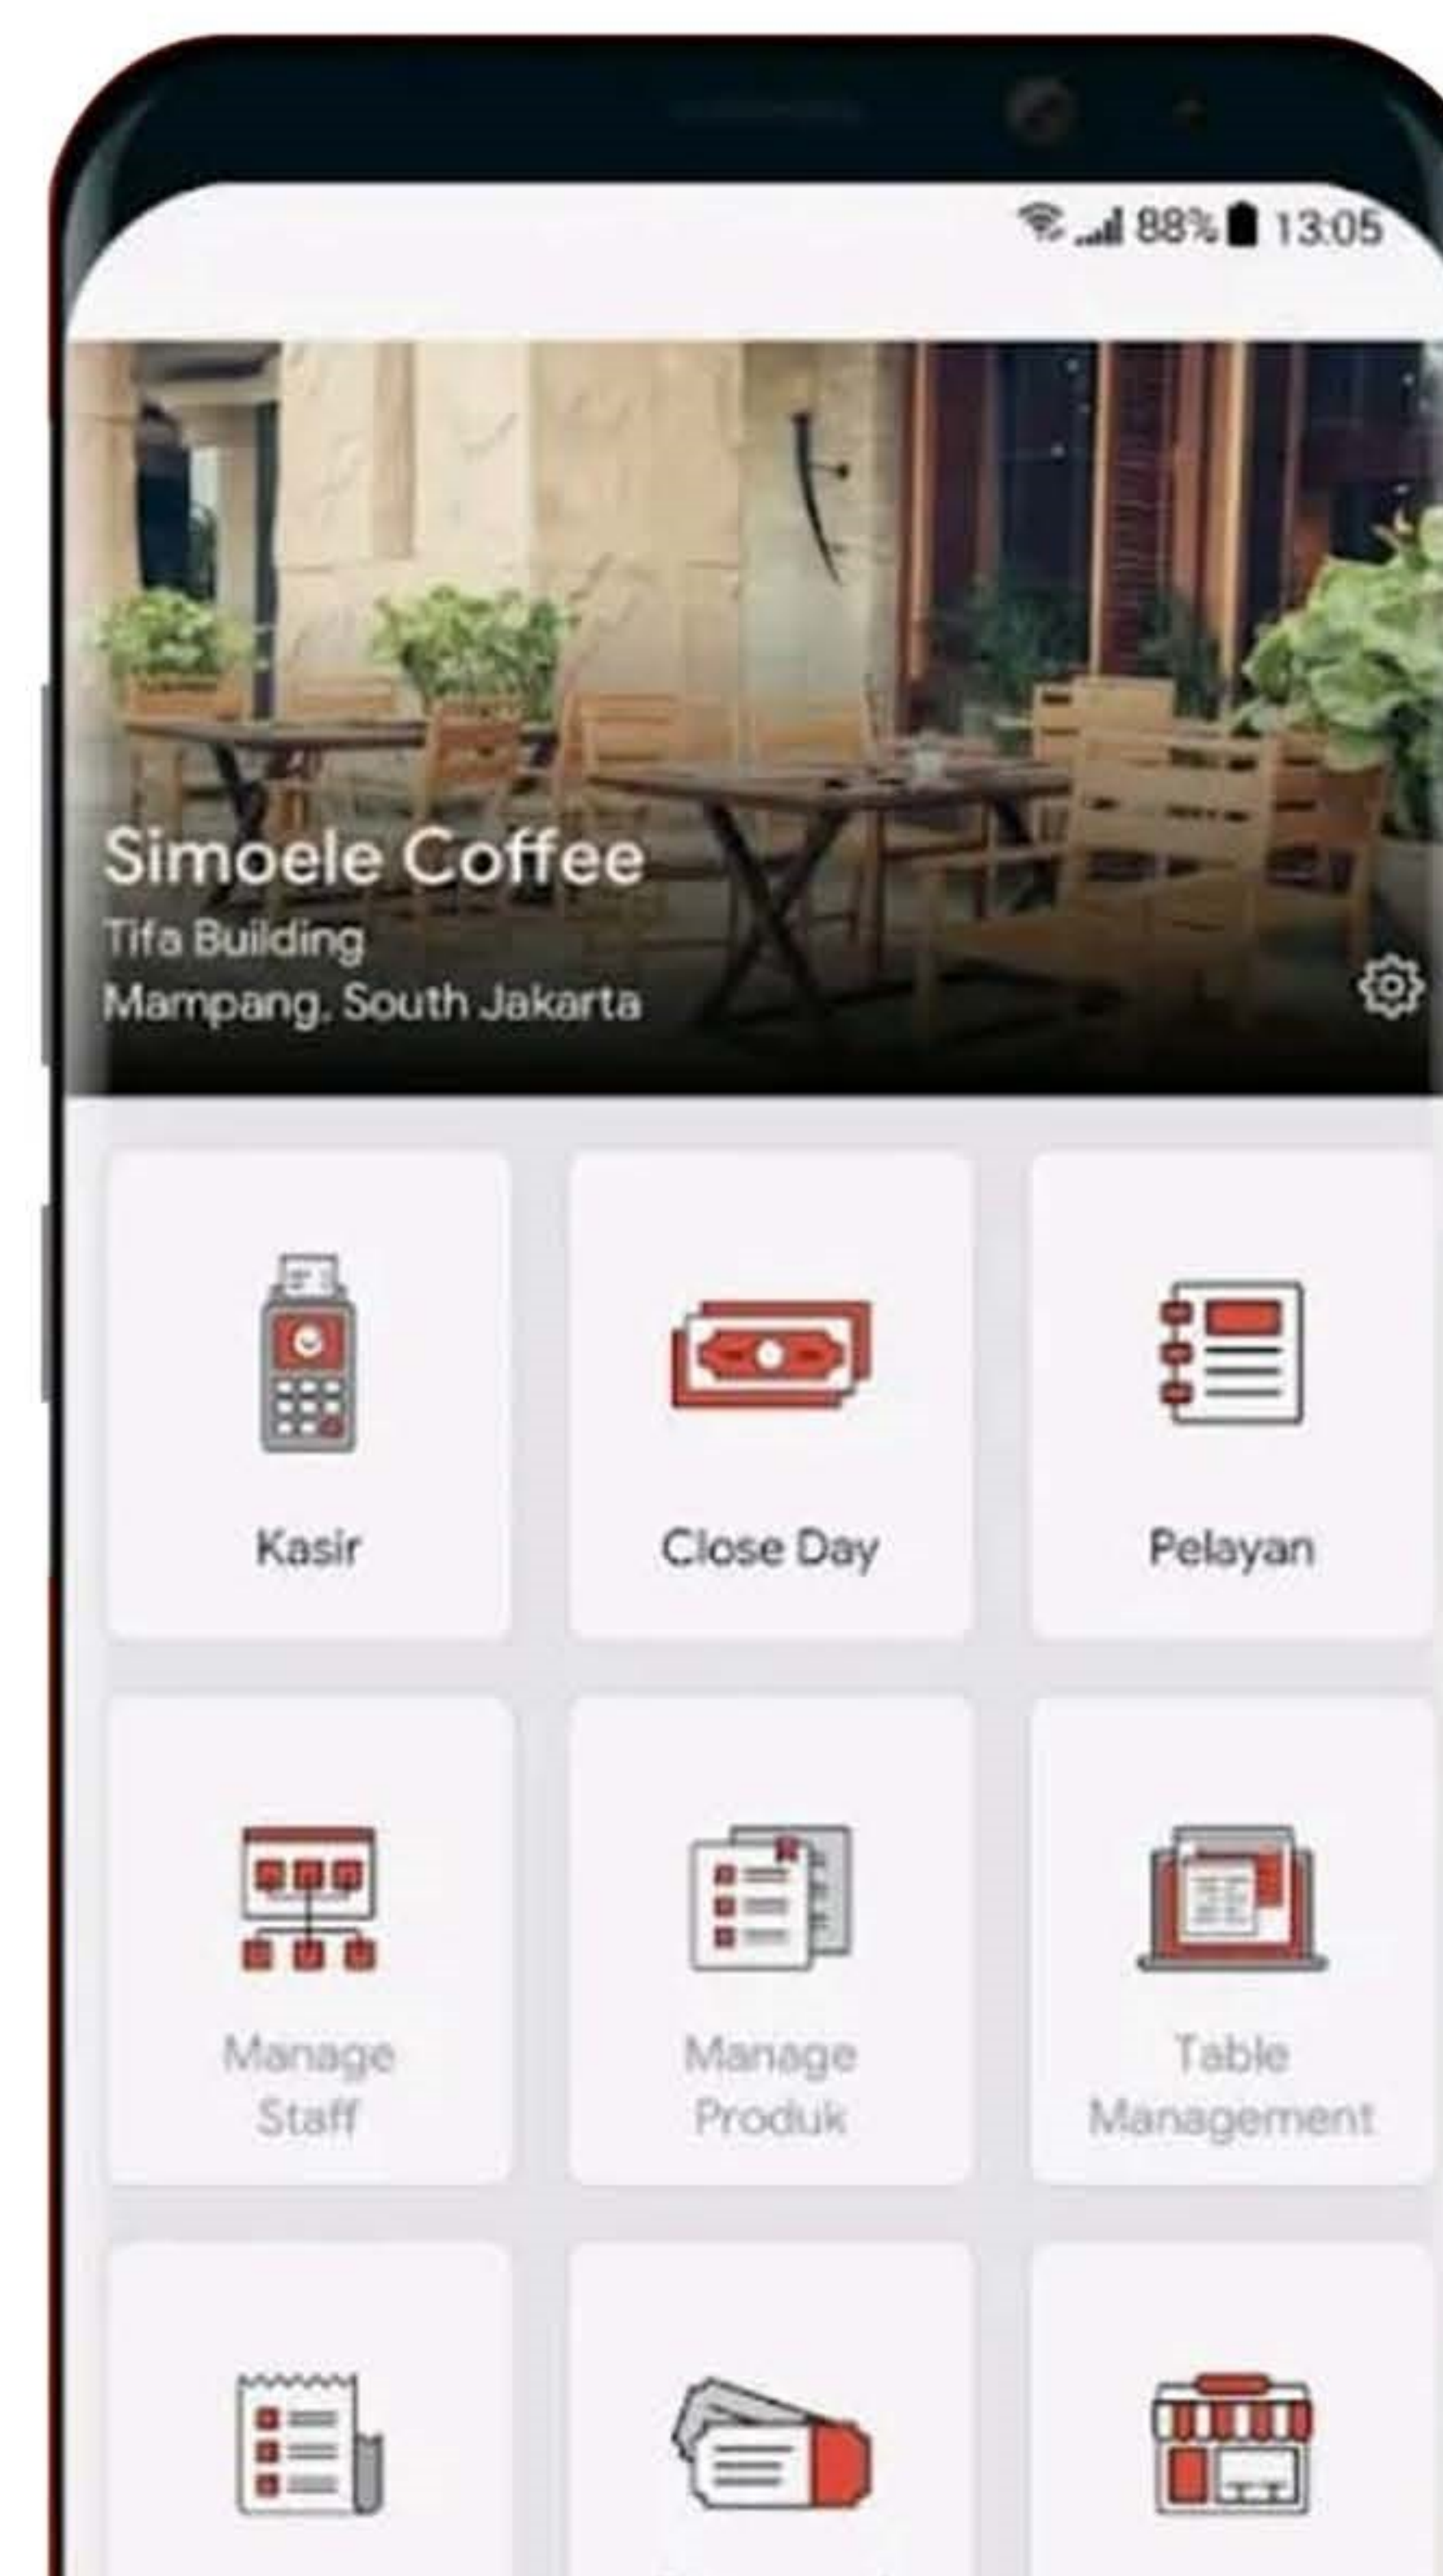 88% 13:05
Simoele Coffee
Tifa Building
Mampang, South Jakarta
Kasir
Close Day
Pelayan
Manage
Staff
Manage
Produk
Table
Management